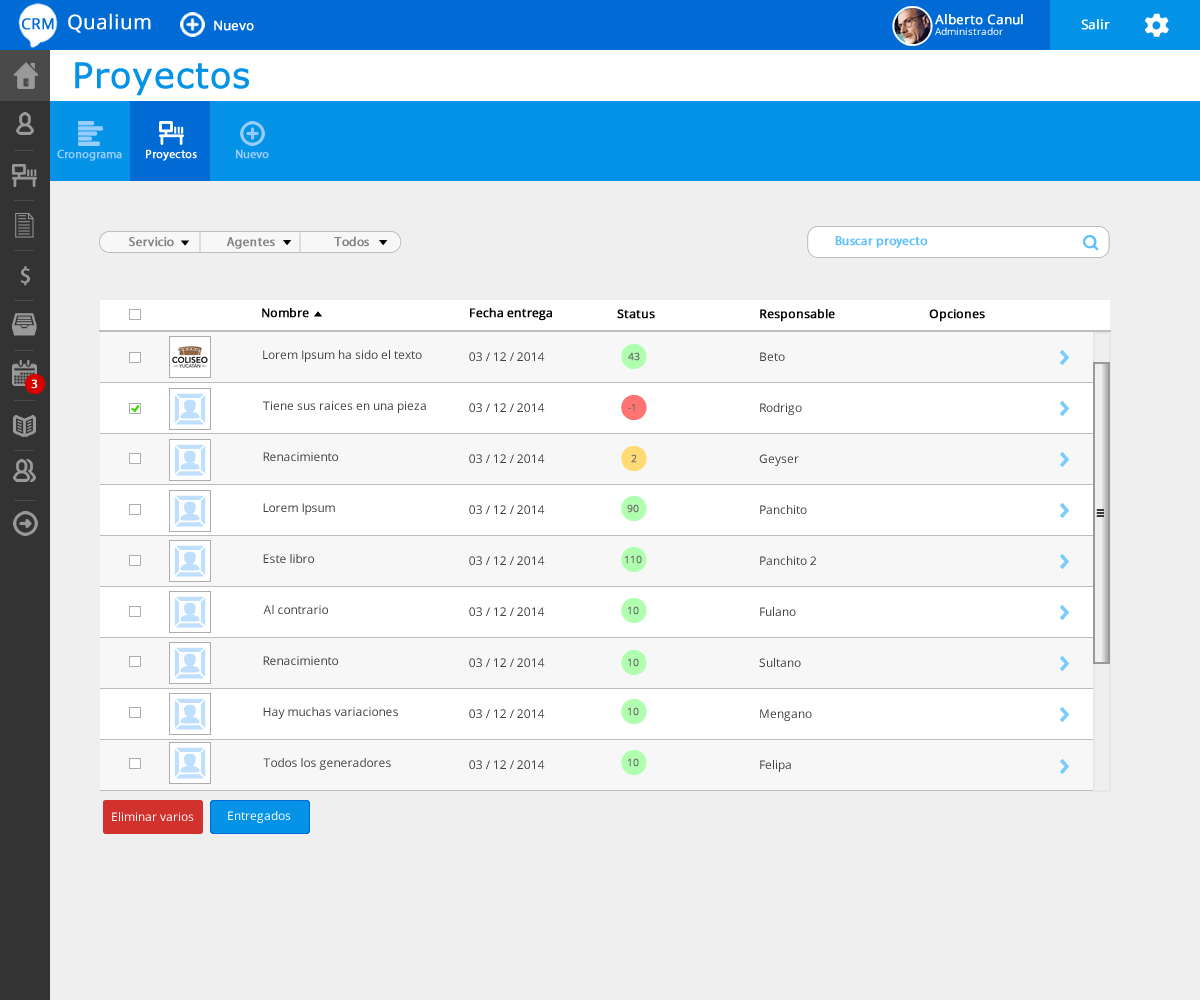 CRM Qualium Nuevo Alberto Canul Salir
Administrador
Proyectos
Cronograma Proyectos Nuevo
$
3
Servicio Agentes Todos Buscar proyecto
Nombre Fecha entrega Status Responsable Opciones
COLISEO
YUCATÁN
Lorem Ipsum ha sido el texto 03 / 12 / 2014 43 Beto
Tiene sus raices en una pieza 03 / 12 / 2014 -1 Rodrigo
Renacimiento 03 / 12 / 2014 2 Geyser
Lorem Ipsum 03 / 12 / 2014 90 Panchito
Este libro 03 / 12 / 2014 110 Panchito 2
Al contrario 03 / 12 / 2014 10 Fulano
Renacimiento 03 / 12 / 2014 10 Sultano
Hay muchas variaciones 03 / 12 / 2014 10 Mengano
Todos los generadores 03 / 12 / 2014 10 Felipa
Eliminar varios Entregados